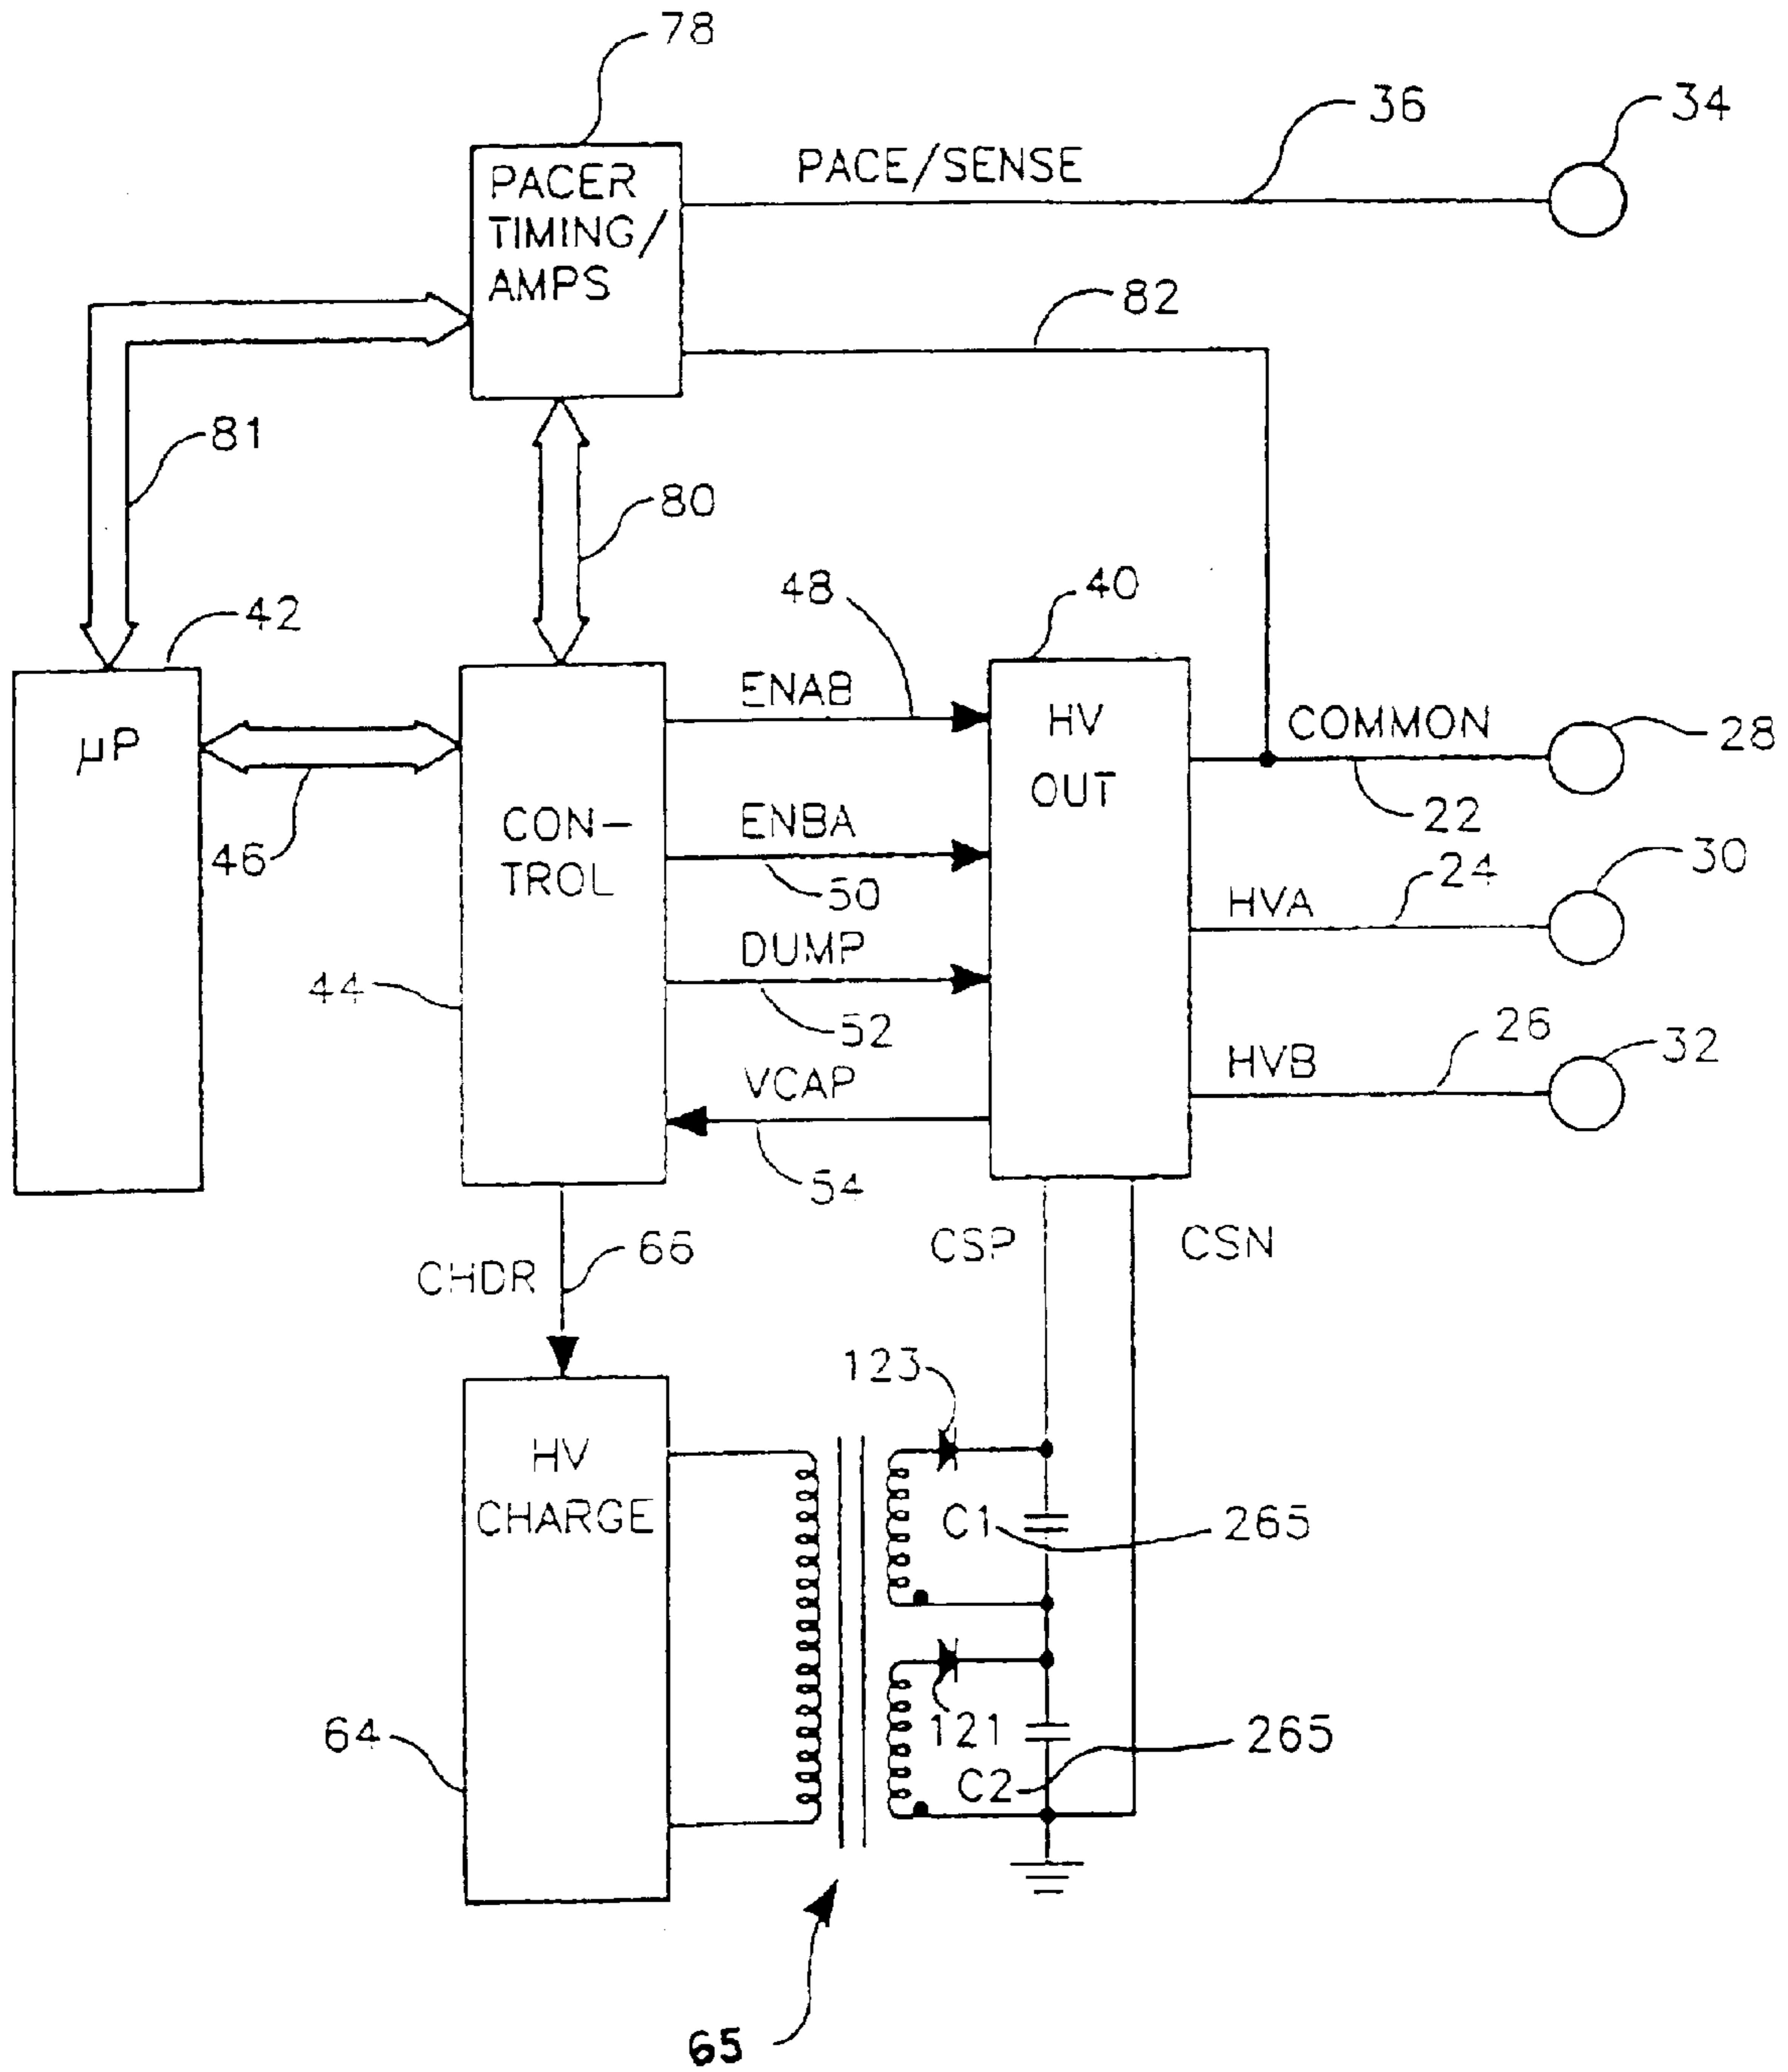 78
36
34
PACE/SENSE
PACER
TIMING/
AMPS
82
81
80
42
48
40
ENAB
28
COMMON
µP
HV
OUT
22
CON-
TROL
ENBA
46
50
30
24
HVA
DUMP
44
52
26
32
HVB
VCAP
54
CSP
CSN
66
CHDR
123
HV
CHARGE
C1
265
64
121
265
C2
65